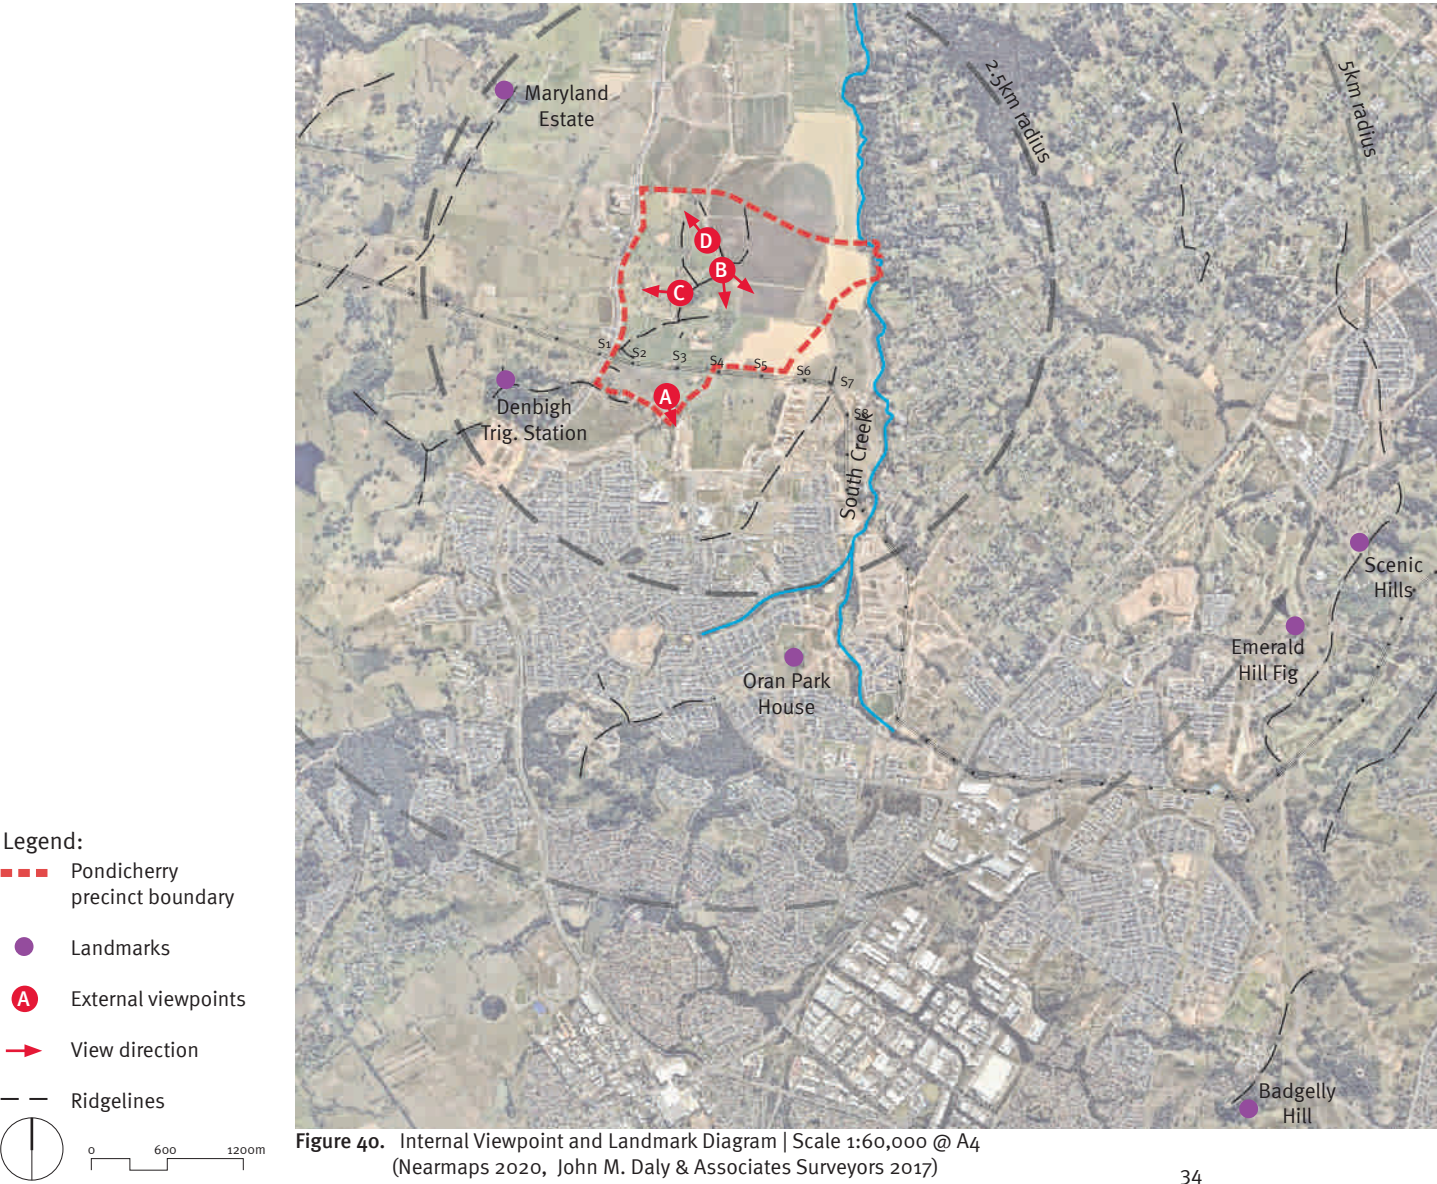 Maryland
Estate
2.5km radius
5km radius
D
B
C
S1
S2
S3
S4
S5
S6
S7
S8
A
Denbigh
Trig. Station
South Creek
Scenic
Hills
Emerald
Hill Fig
Oran Park
House
Badgelly
Hill
Legend:
Pondicherry
precinct boundary
Landmarks
A External viewpoints
View direction
Ridgelines
0 600 1200m
Figure 40. Internal Viewpoint and Landmark Diagram | Scale 1:60,000 @ A4
(Nearmaps 2020, John M. Daly & Associates Surveyors 2017)
34